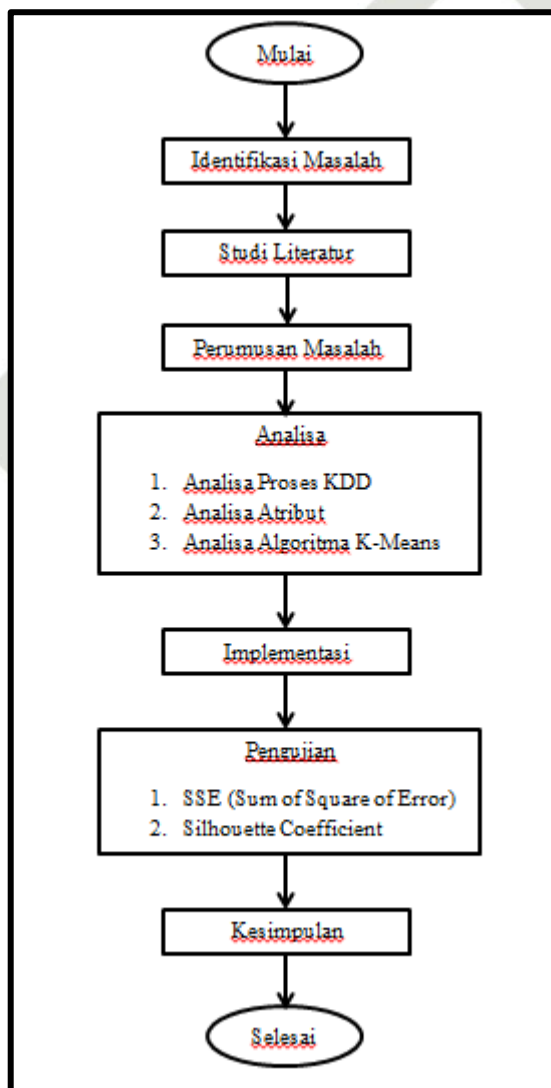 Mulai
Identifikasi Masalah
Studi Literatur
Perumusan Masalah
Analisa
1. Analisa Proses KDD
2. Analisa Atribut
3. Analisa Algoritma K-Means
Implementasi
Pengujian
1. SSE (Sum of Square of Error)
2. Silhouette Coefficient
Kesimpulan
Selesai